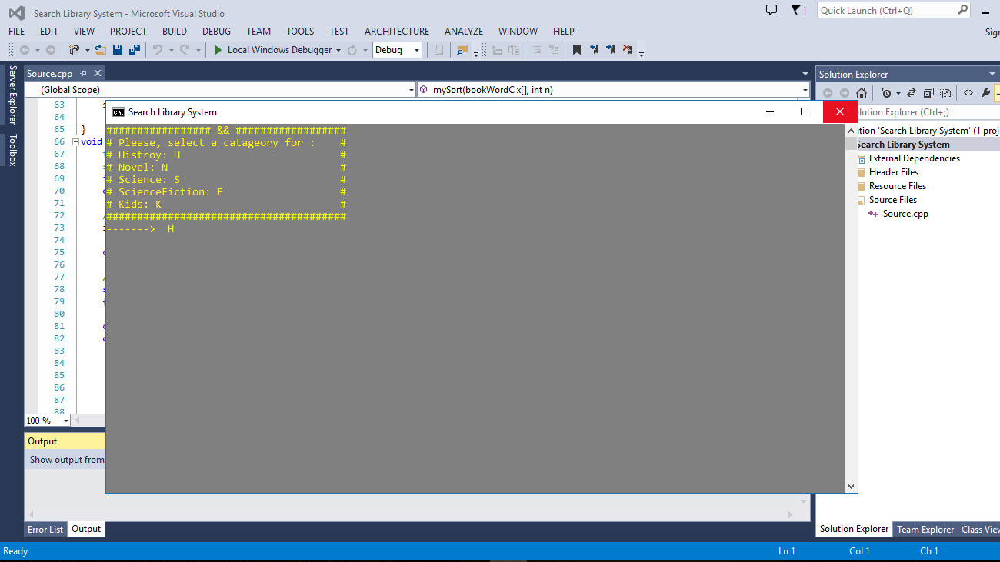 Search Library System - Microsoft Visual Studio
1
Quick Launch (Ctrl+Q)
FILE EDIT VIEW PROJECT BUILD DEBUG TEAM TOOLS TEST ARCHITECTURE ANALYZE WINDOW HELP
Sign
Local Windows Debugger
Debug
Server Explorer
Toolbox
Source.cpp
(Global Scope)
mySort(bookWordC x[], int n)
63
64
65 }
66 void
67
68
69
70
71
72
73
74
75
76
77
78
79
80
81
82
83
84
85
86
87
88
100 %
Search Library System
################# && ##################
# Please, select a catageory for : #
# Histroy: H #
# Novel: N #
# Science: S #
# ScienceFiction: F #
# Kids: K #
#######################################
-------> H
Solution Explorer
olution Explorer (Ctrl+;)
tion 'Search Library System' (1 proj
Search Library System
External Dependencies
Header Files
Resource Files
Source Files
Source.cpp
Output
Show output from:
Error List Output
Solution Explorer Team Explorer Class View
Ready
Ln 1 Col 1 Ch 1